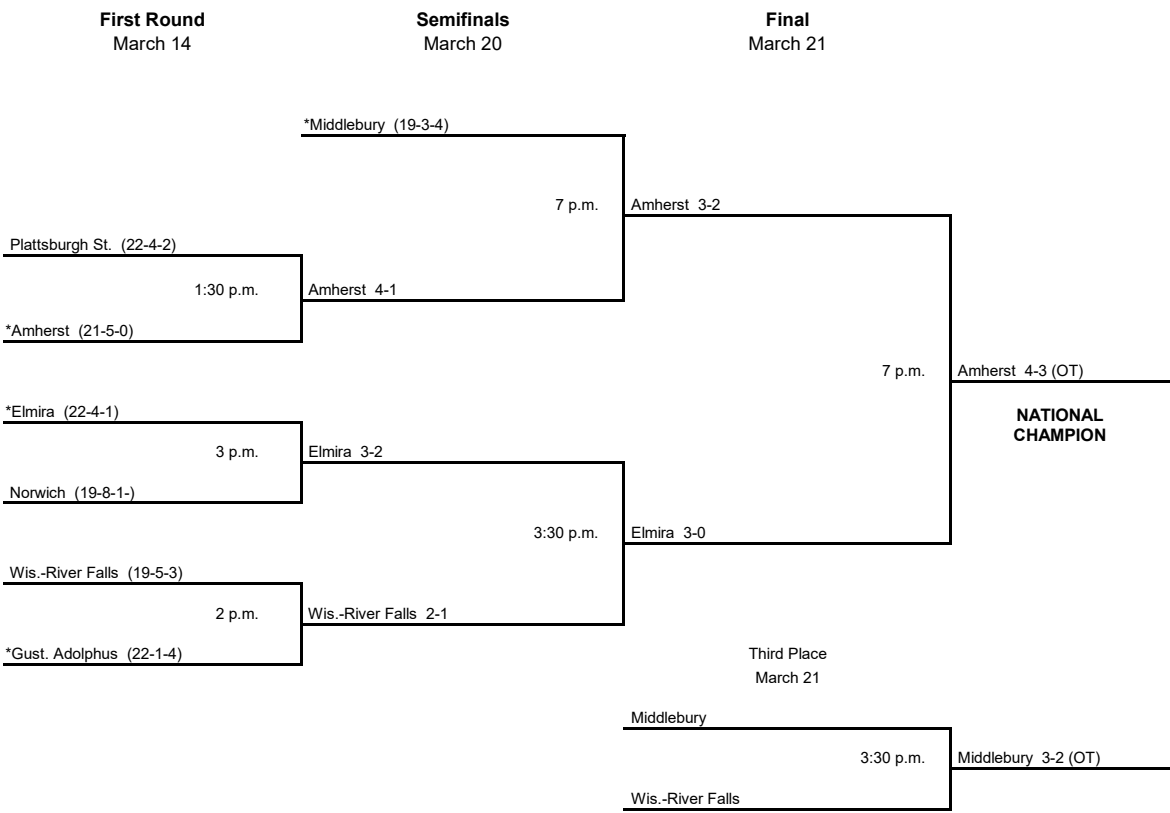 First Round
March 14
Semifinals
March 20
Final
March 21
*Middlebury (19-3-4)
7 p.m.
Amherst 3-2
Plattsburgh St. (22-4-2)
1:30 p.m.
Amherst 4-1
*Amherst (21-5-0)
7 p.m.
Amherst 4-3 (OT)
NATIONAL
CHAMPION
*Elmira (22-4-1)
3 p.m.
Elmira 3-2
Norwich (19-8-1-)
3:30 p.m.
Elmira 3-0
Wis.-River Falls (19-5-3)
2 p.m.
Wis.-River Falls 2-1
*Gust. Adolphus (22-1-4)
Third Place
March 21
Middlebury
3:30 p.m.
Middlebury 3-2 (OT)
Wis.-River Falls